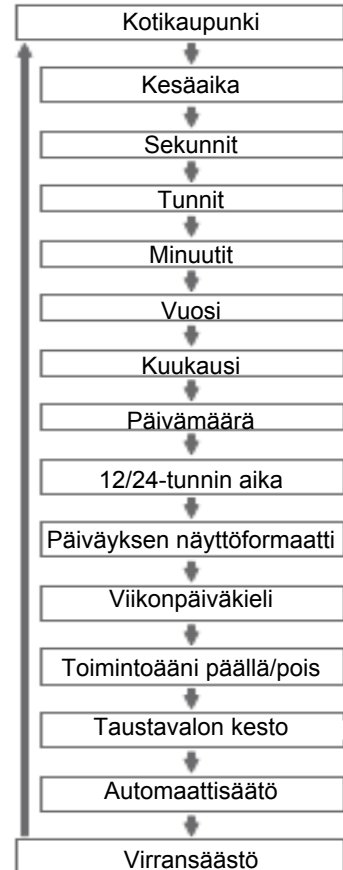 Kotikaupunki
Kesäaika
Sekunnit
Tunnit
Minuutit
Vuosi
Kuukausi
Päivämäärä
12/24-tunnin aika
Päiväyksen näyttöformaatti
Viikonpäiväkieli
Toimintoääni päällä/pois
Taustavalon kesto
Automaattisäätö
Virransäästö